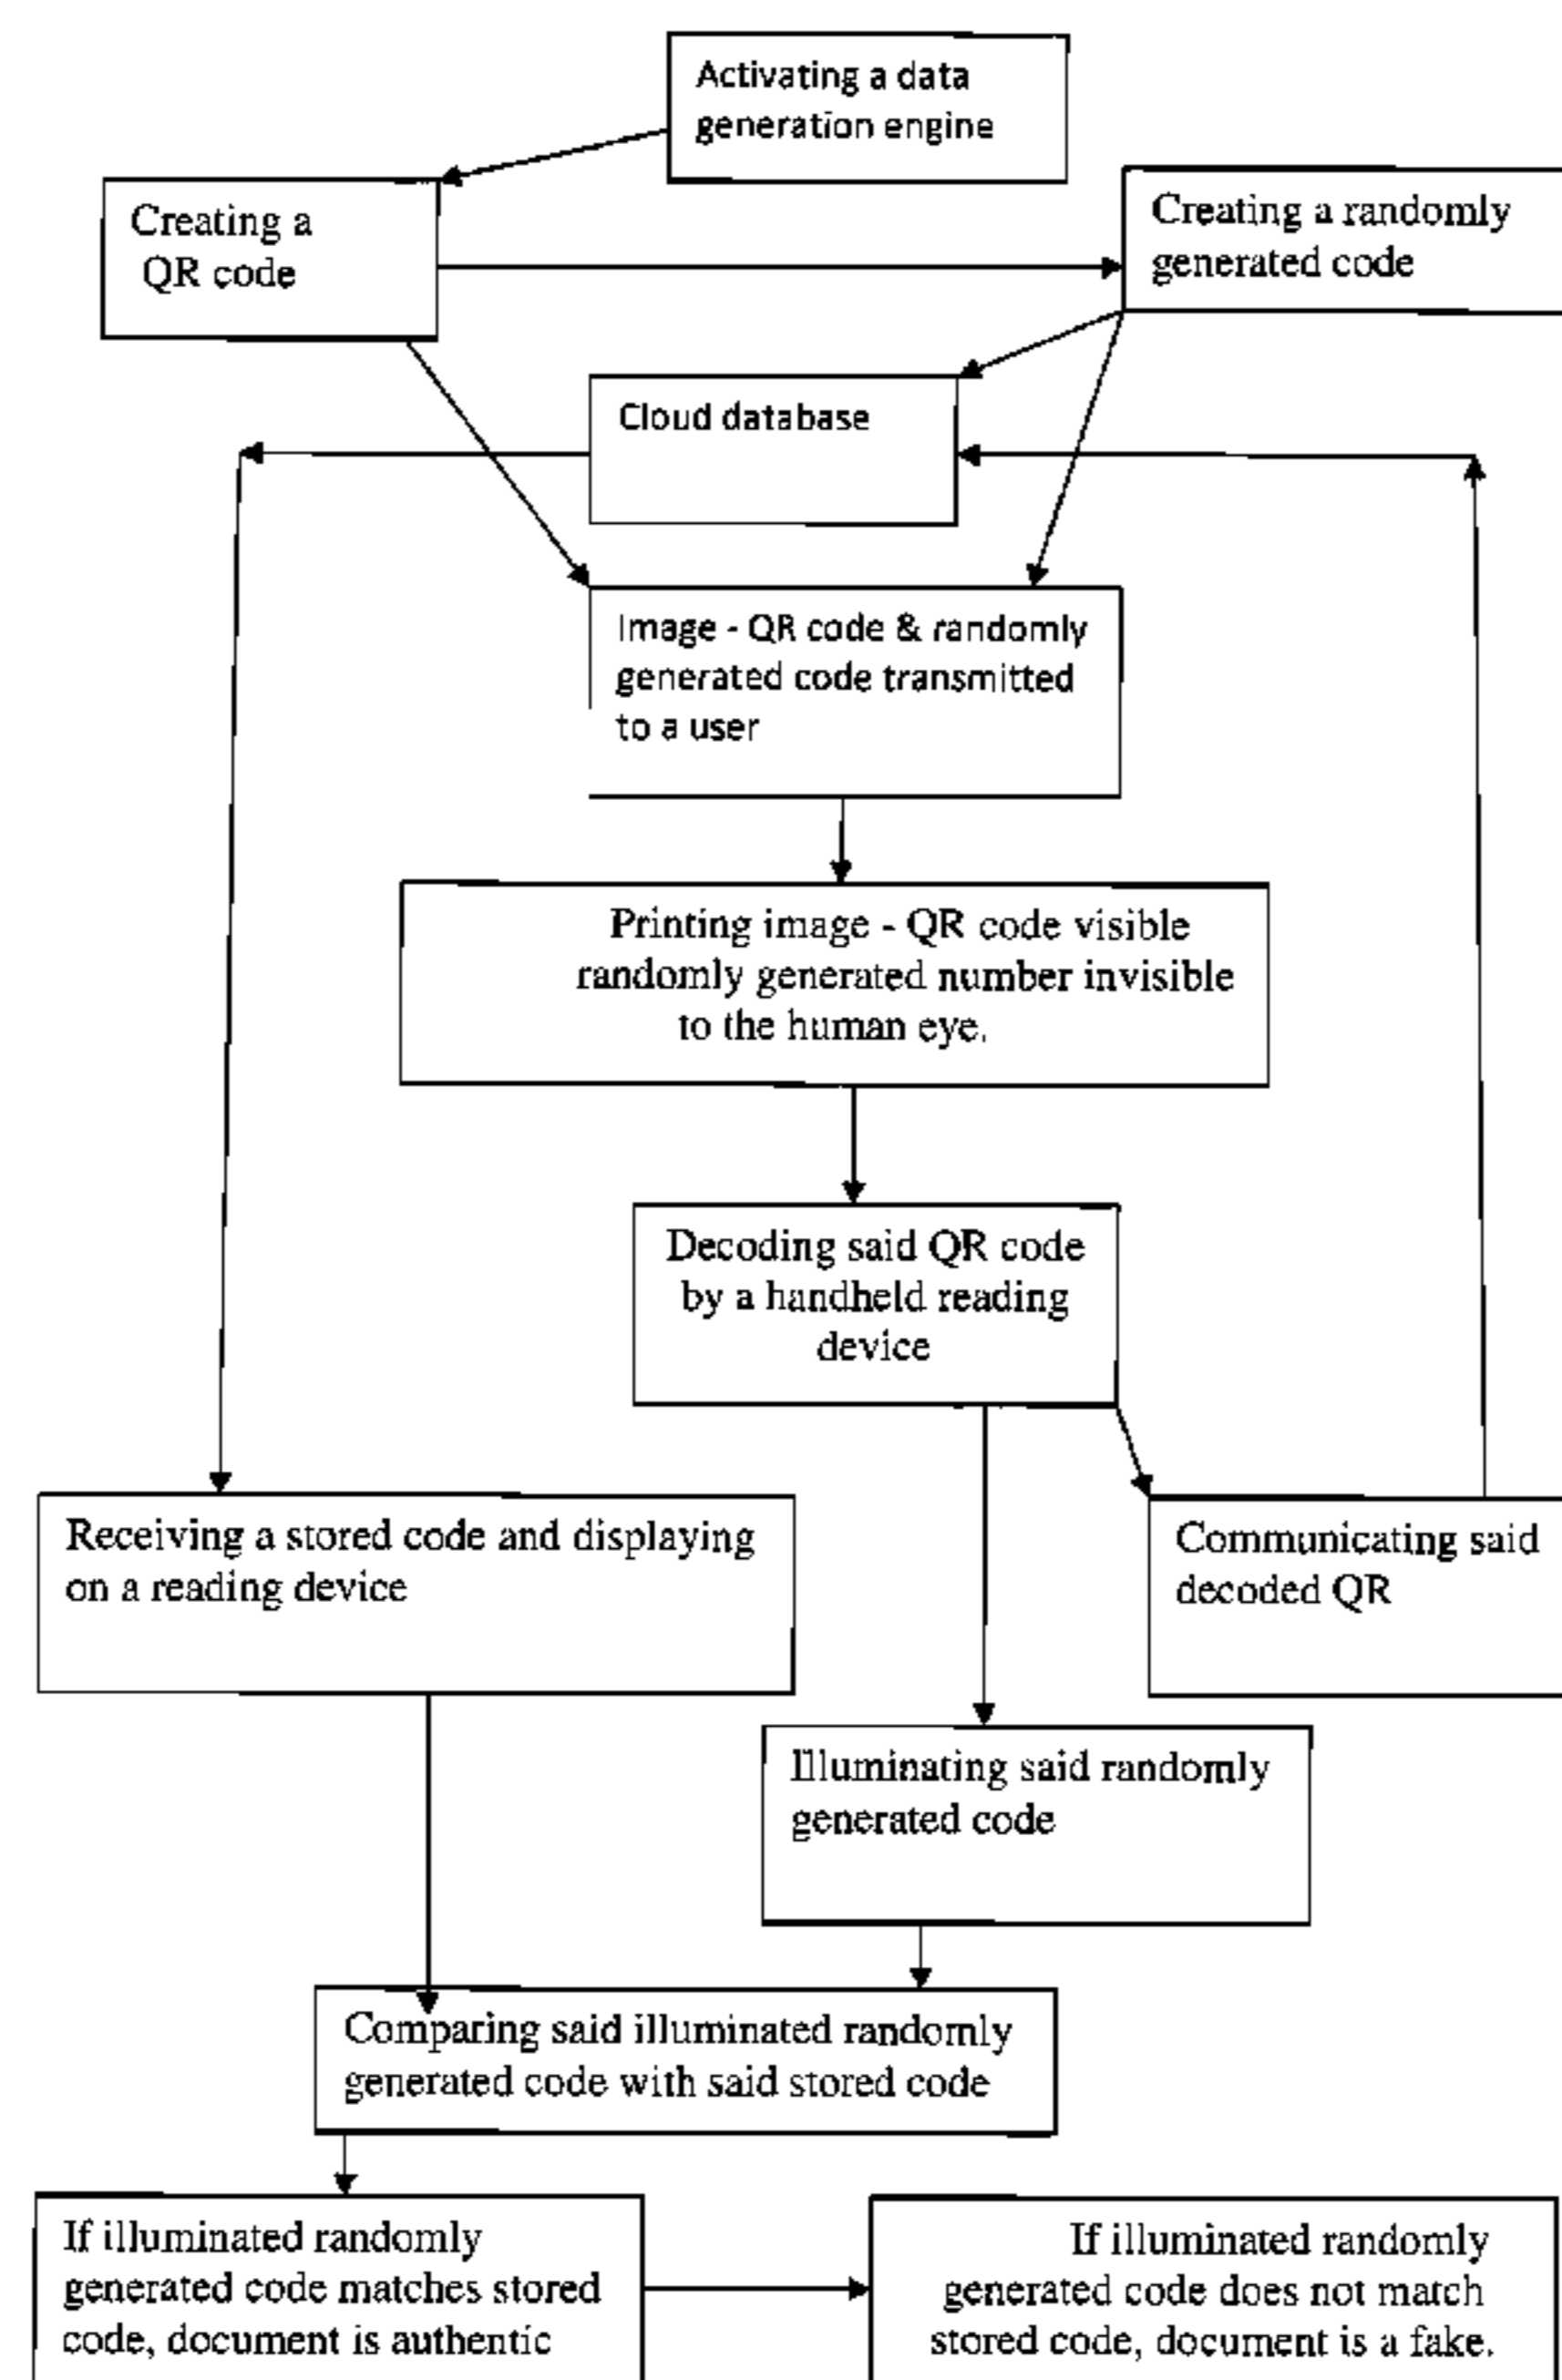 Activating a data
generation engine
Creating a
QR code
Creating a randomly
generated code
Cloud database
Image - QR code & randomly
generated code transmitted
to a user
Printing image - QR code visible
randomly generated number invisible
to the human eye.
Decoding said QR code
by a handheld reading
device
Receiving a stored code and displaying
on a reading device
Communicating said
decoded QR
Illuminating said randomly
generated code
Comparing said illuminated randomly
generated code with said stored code
If illuminated randomly
generated code matches stored
code, document is authentic
If illuminated randomly
generated code does not match
stored code, document is a fake.